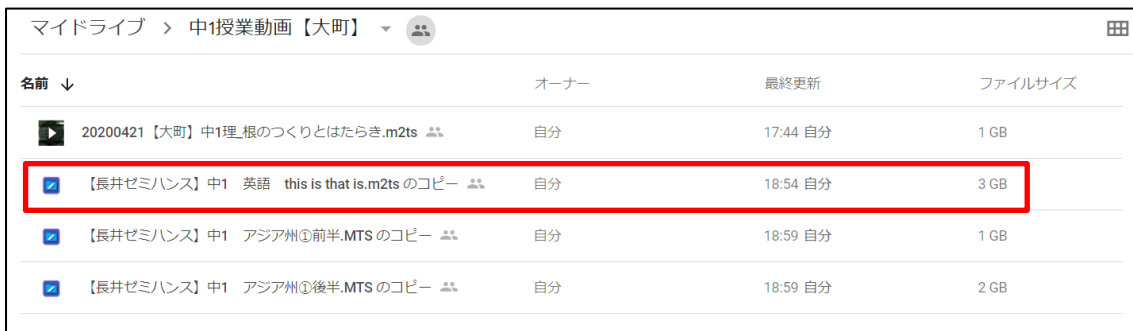 マイドライブ > 中1授業動画【大町】
名前 ↓ オーナー 最終更新 ファイルサイズ
20200421【大町】中1理_根のつくりとはたらき.m2ts 自分 17:44 自分 1 GB
【長井ゼミハンス】中1 英語 this is that is.m2ts のコピー 自分 18:54 自分 3 GB
【長井ゼミハンス】中1 アジア州①前半.MTS のコピー 自分 18:59 自分 1 GB
【長井ゼミハンス】中1 アジア州①後半.MTS のコピー 自分 18:59 自分 2 GB